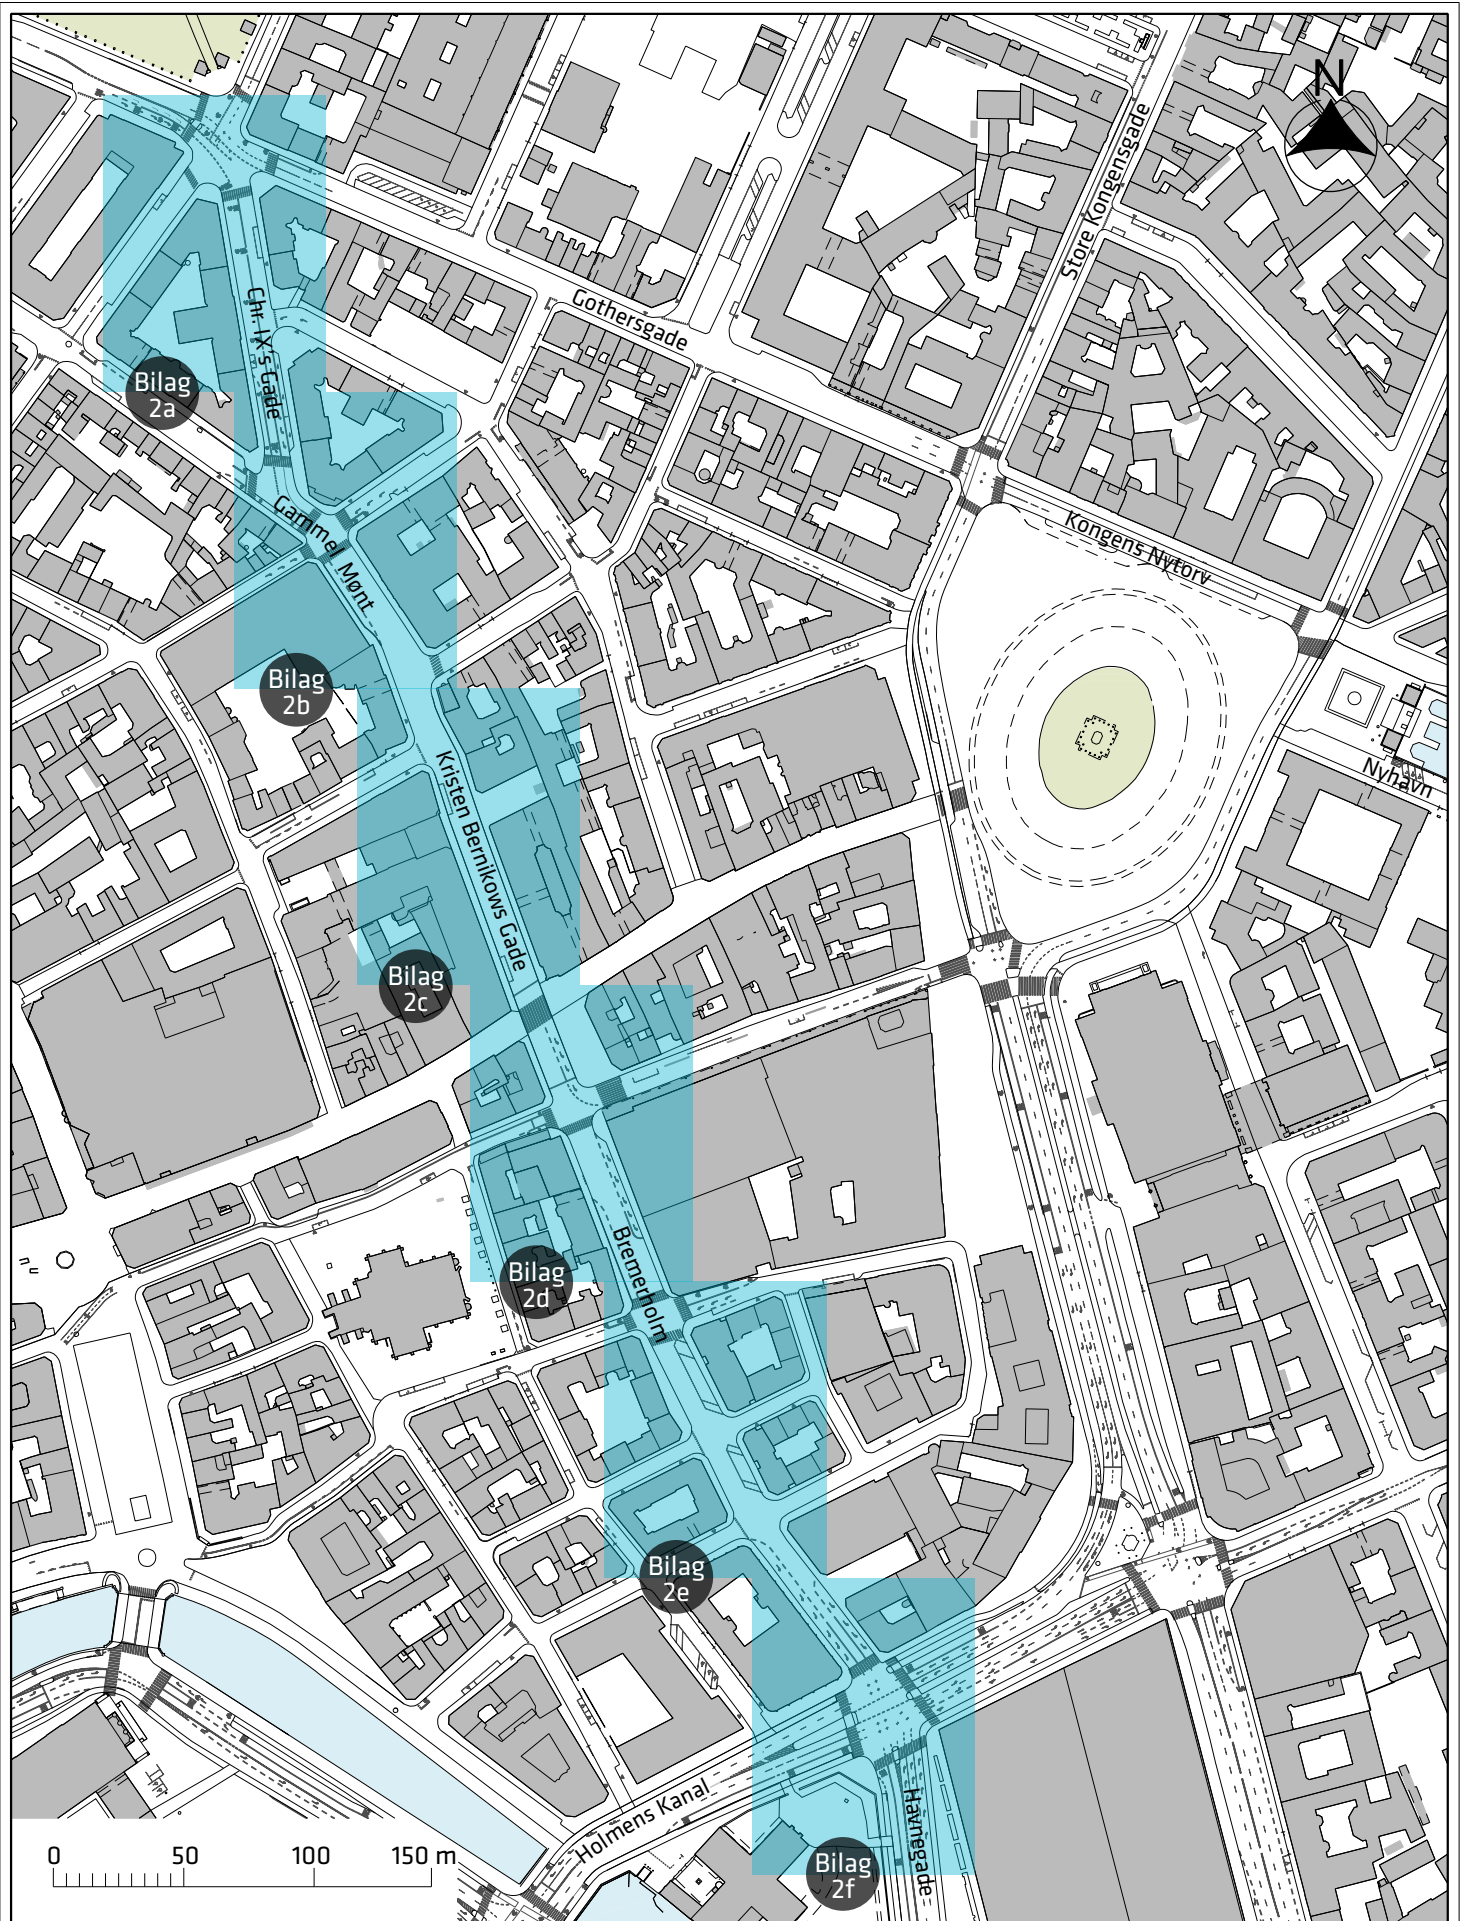 N
Store Kongensgade
Gothersgade
Chr. IX's Gade
Bilag
2a
Gammel Mønt
Kongens Nytorv
Bilag
2b
Nyhavn
Kristen Bernikows Gade
Bilag
2c
Bremerholm
Bilag
2d
Bilag
2e
Holmens Kanal
Havnegade
Bilag
2f
0 50 100 150 m